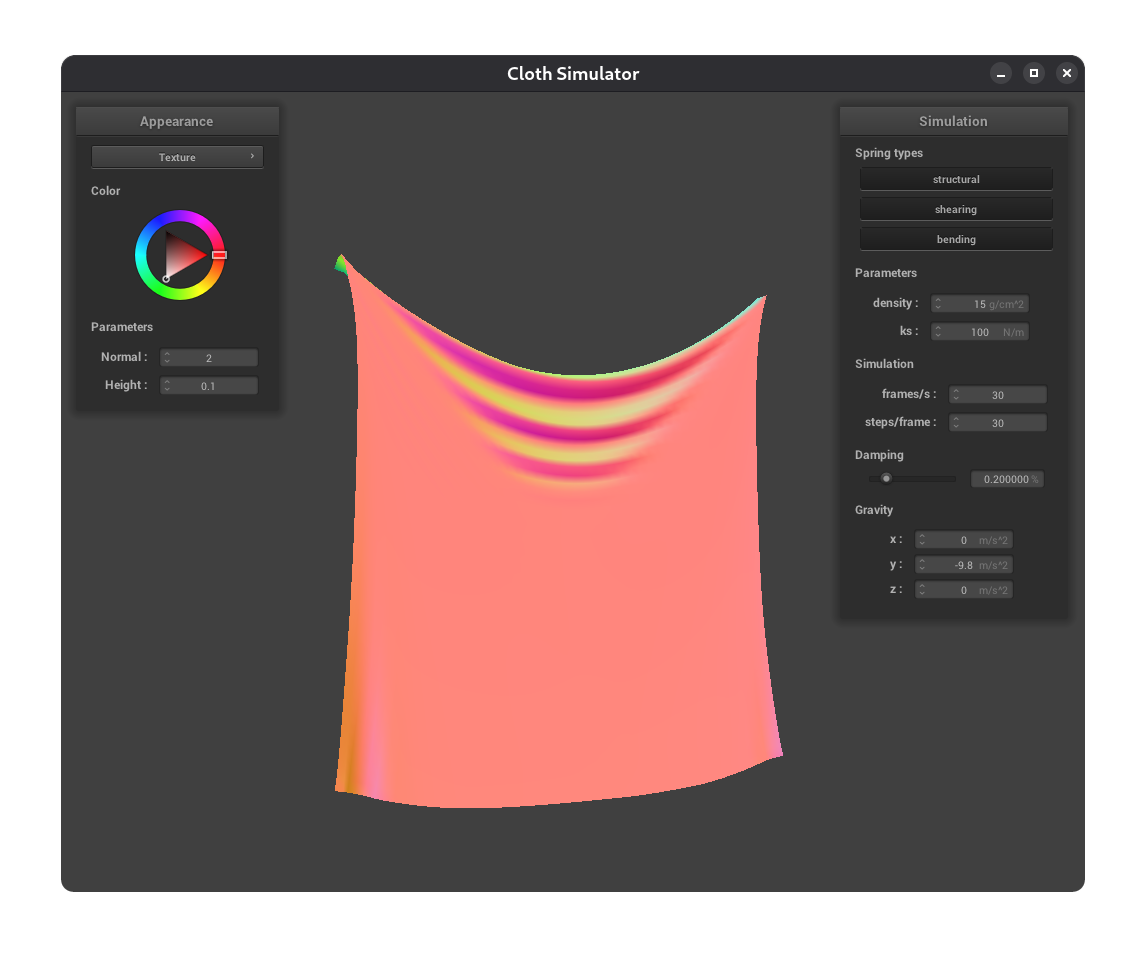 Cloth Simulator
Appearance
Texture
Color
Parameters
Normal : 2
Height : 0.1
Simulation
Spring types
structural
shearing
bending
Parameters
density : 15 g/cm^2
ks : 100 N/m
Simulation
frames/s : 30
steps/frame : 30
Damping
0.200000 %
Gravity
x : 0 m/s^2
y : -9.8 m/s^2
z : 0 m/s^2